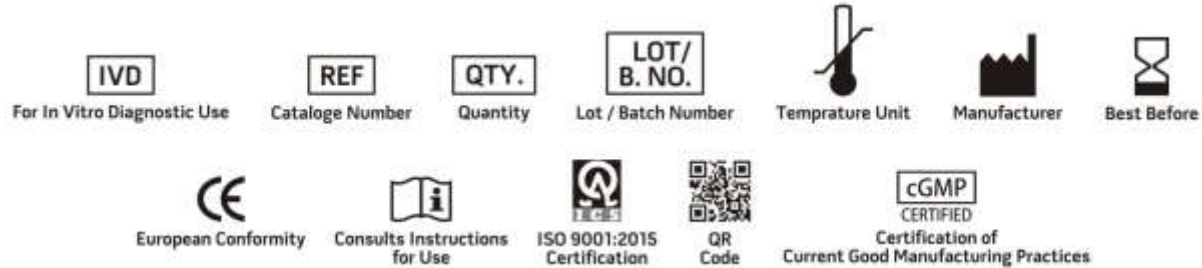 IVD
For In Vitro Diagnostic Use
REF
Cataloge Number
QTY.
Quantity
LOT/
B. NO.
Lot / Batch Number
Temprature Unit
Manufacturer
Best Before
CE
European Conformity
i
Consults Instructions
for Use
ICS
ISO 9001:2015
Certification
QR
Code
cGMP
CERTIFIED
Certification of
Current Good Manufacturing Practices